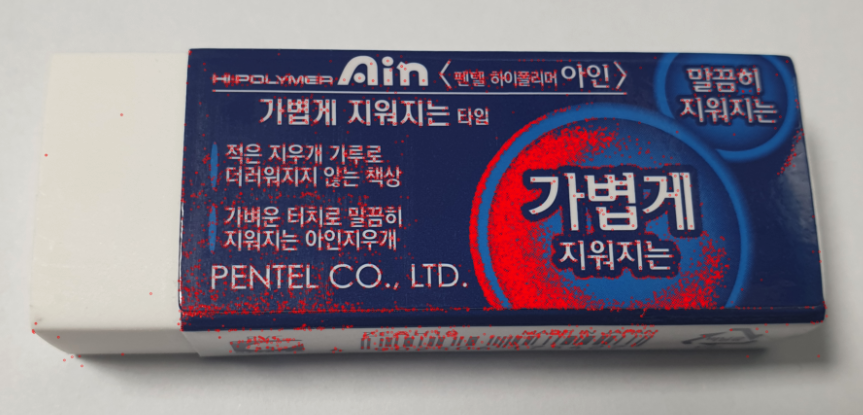 HI-POLYMER Ain 〈펜텔 하이폴리머 아인〉
가볍게 지워지는 타입
적은 지우개 가루로
더러워지지 않는 책상
가벼운 터치로 말끔히
지워지는 아인지우개
PENTEL CO., LTD.
말끔히
지워지는
가볍게
지워지는
MADE IN JAPAN